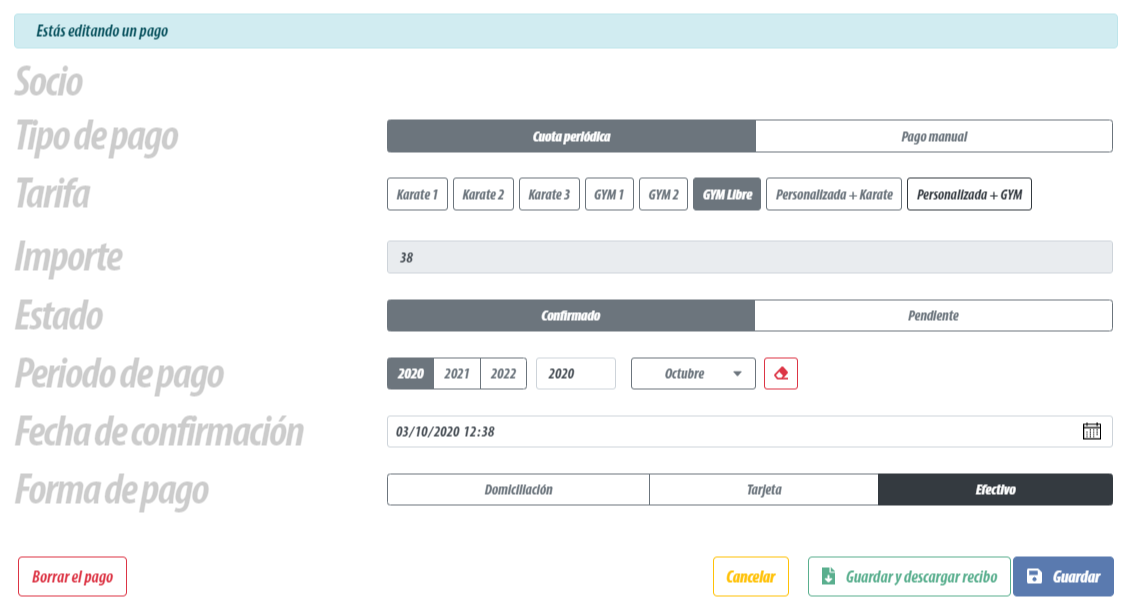 Estás editando un pago
Socio
Tipo de pago Cuota periódica Pago manual
Tarifa Karate 1 Karate 2 Karate 3 GYM 1 GYM 2 GYM Libre Personalizada + Karate Personalizada + GYM
Importe 38
Estado Confirmado Pendiente
Periodo de pago 2020 2021 2022 2020 Octubre
Fecha de confirmación 03/10/2020 12:38
Forma de pago Domiciliación Tarjeta Efectivo
Borrar el pago Cancelar Guardar y descargar recibo Guardar